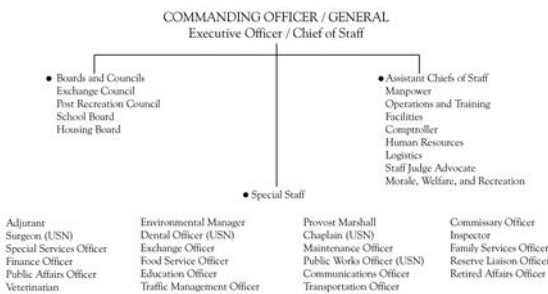 COMMANDING OFFICER / GENERAL
Executive Officer / Chief of Staff
● Boards and Councils
Exchange Council
Post Recreation Council
School Board
Housing Board
● Assistant Chiefs of Staff
Manpower
Operations and Training
Facilities
Comptroller
Human Resources
Logistics
Staff Judge Advocate
Morale, Welfare, and Recreation
● Special Staff
Adjutant
Surgeon (USN)
Special Services Officer
Finance Officer
Public Affairs Officer
Veterinarian
Environmental Manager
Dental Officer (USN)
Exchange Officer
Food Service Officer
Education Officer
Traffic Management Officer
Provost Marshall
Chaplain (USN)
Maintenance Officer
Public Works Officer (USN)
Communications Officer
Transportation Officer
Commissary Officer
Inspector
Family Services Officer
Reserve Liaison Officer
Retired Affairs Officer